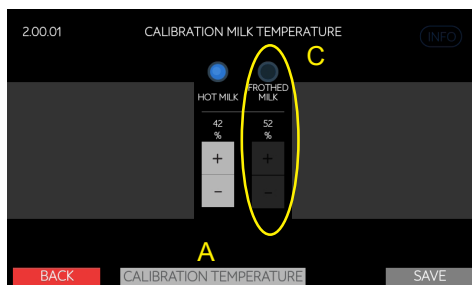 2.00.01 CALIBRATION MILK TEMPERATURE INFO
C
HOT MILK
FROTHED
MILK
42
%
52
%
+ +
- -
A
BACK CALIBRATION TEMPERATURE SAVE